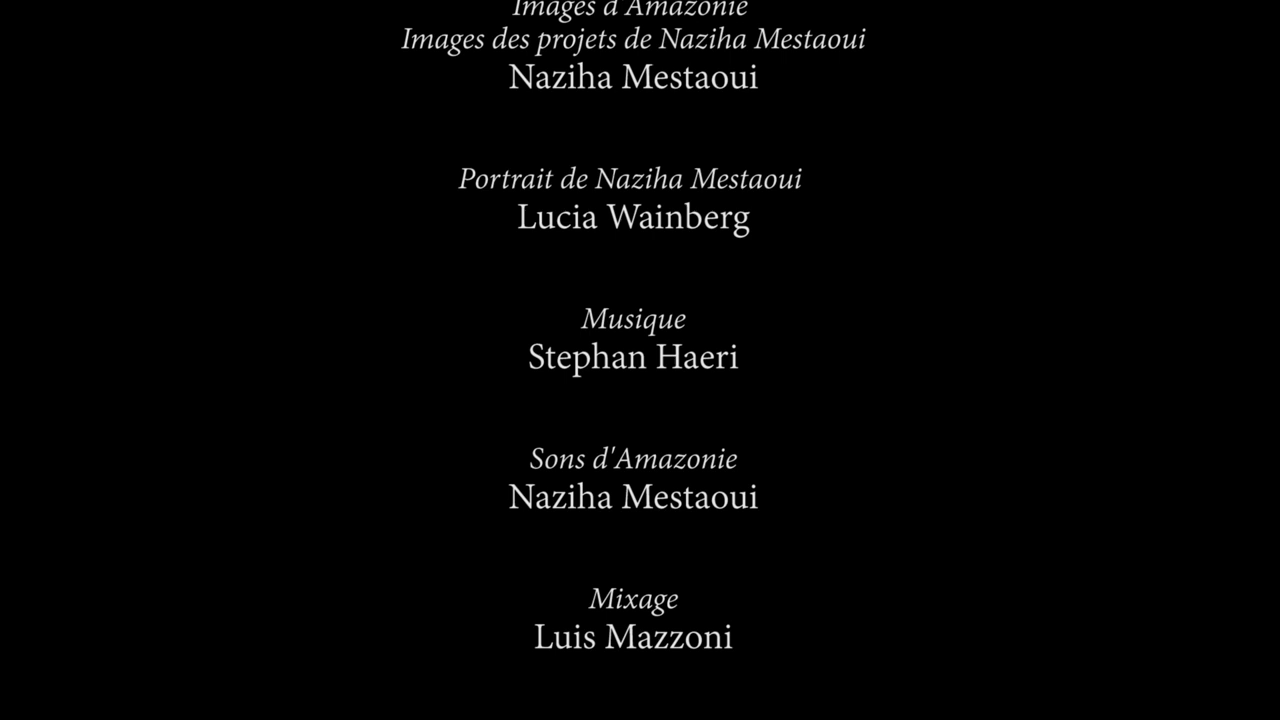 Images d'Amazonie
Images des projets de Naziha Mestaoui
Naziha Mestaoui
Portrait de Naziha Mestaoui
Lucia Wainberg
Musique
Stephan Haeri
Sons d'Amazonie
Naziha Mestaoui
Mixage
Luis Mazzoni